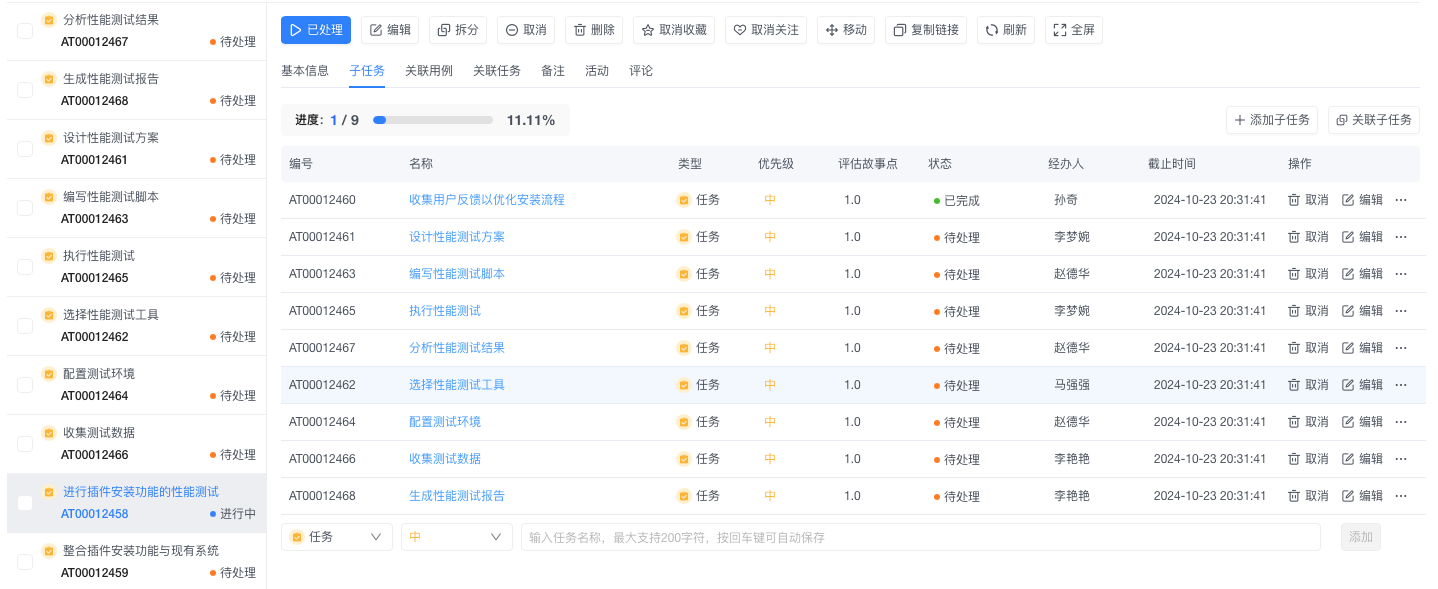 分析性能测试结果
AT00012467 待处理
生成性能测试报告
AT00012468 待处理
设计性能测试方案
AT00012461 待处理
编写性能测试脚本
AT00012463 待处理
执行性能测试
AT00012465 待处理
选择性能测试工具
AT00012462 待处理
配置测试环境
AT00012464 待处理
收集测试数据
AT00012466 待处理
进行插件安装功能的性能测试
AT00012458 进行中
整合插件安装功能与现有系统
AT00012459 待处理
已处理 编辑 拆分 取消 删除 取消收藏 取消关注 移动 复制链接 刷新 全屏
基本信息 子任务 关联用例 关联任务 备注 活动 评论
进度: 1 / 9 11.11% 添加子任务 关联子任务
编号 名称 类型 优先级 评估故事点 状态 经办人 截止时间 操作
AT00012460 收集用户反馈以优化安装流程 任务 中 1.0 已完成 孙奇 2024-10-23 20:31:41 取消 编辑 ···
AT00012461 设计性能测试方案 任务 中 1.0 待处理 李梦婉 2024-10-23 20:31:41 取消 编辑 ···
AT00012463 编写性能测试脚本 任务 中 1.0 待处理 赵德华 2024-10-23 20:31:41 取消 编辑 ···
AT00012465 执行性能测试 任务 中 1.0 待处理 李梦婉 2024-10-23 20:31:41 取消 编辑 ···
AT00012467 分析性能测试结果 任务 中 1.0 待处理 赵德华 2024-10-23 20:31:41 取消 编辑 ···
AT00012462 选择性能测试工具 任务 中 1.0 待处理 马强强 2024-10-23 20:31:41 取消 编辑 ···
AT00012464 配置测试环境 任务 中 1.0 待处理 赵德华 2024-10-23 20:31:41 取消 编辑 ···
AT00012466 收集测试数据 任务 中 1.0 待处理 李艳艳 2024-10-23 20:31:41 取消 编辑 ···
AT00012468 生成性能测试报告 任务 中 1.0 待处理 李艳艳 2024-10-23 20:31:41 取消 编辑 ···
任务 中 输入任务名称，最大支持200字符，按回车键可自动保存 添加